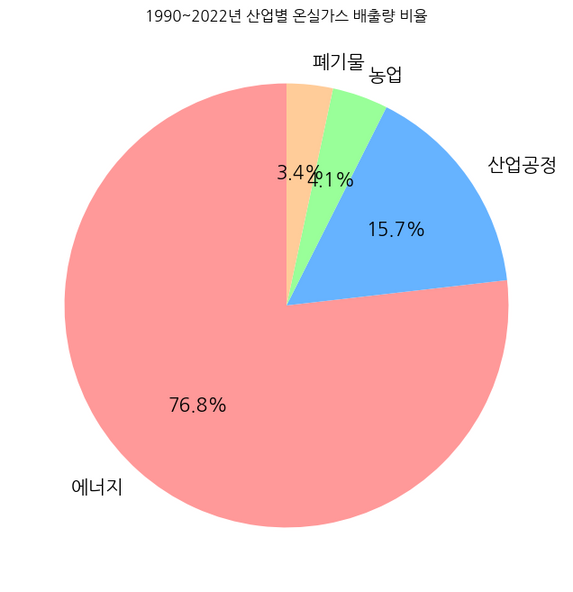 1990~2022년 산업별 온실가스 배출량 비율
폐기물
농업
산업공정
3.4%
4.1%
15.7%
76.8%
에너지